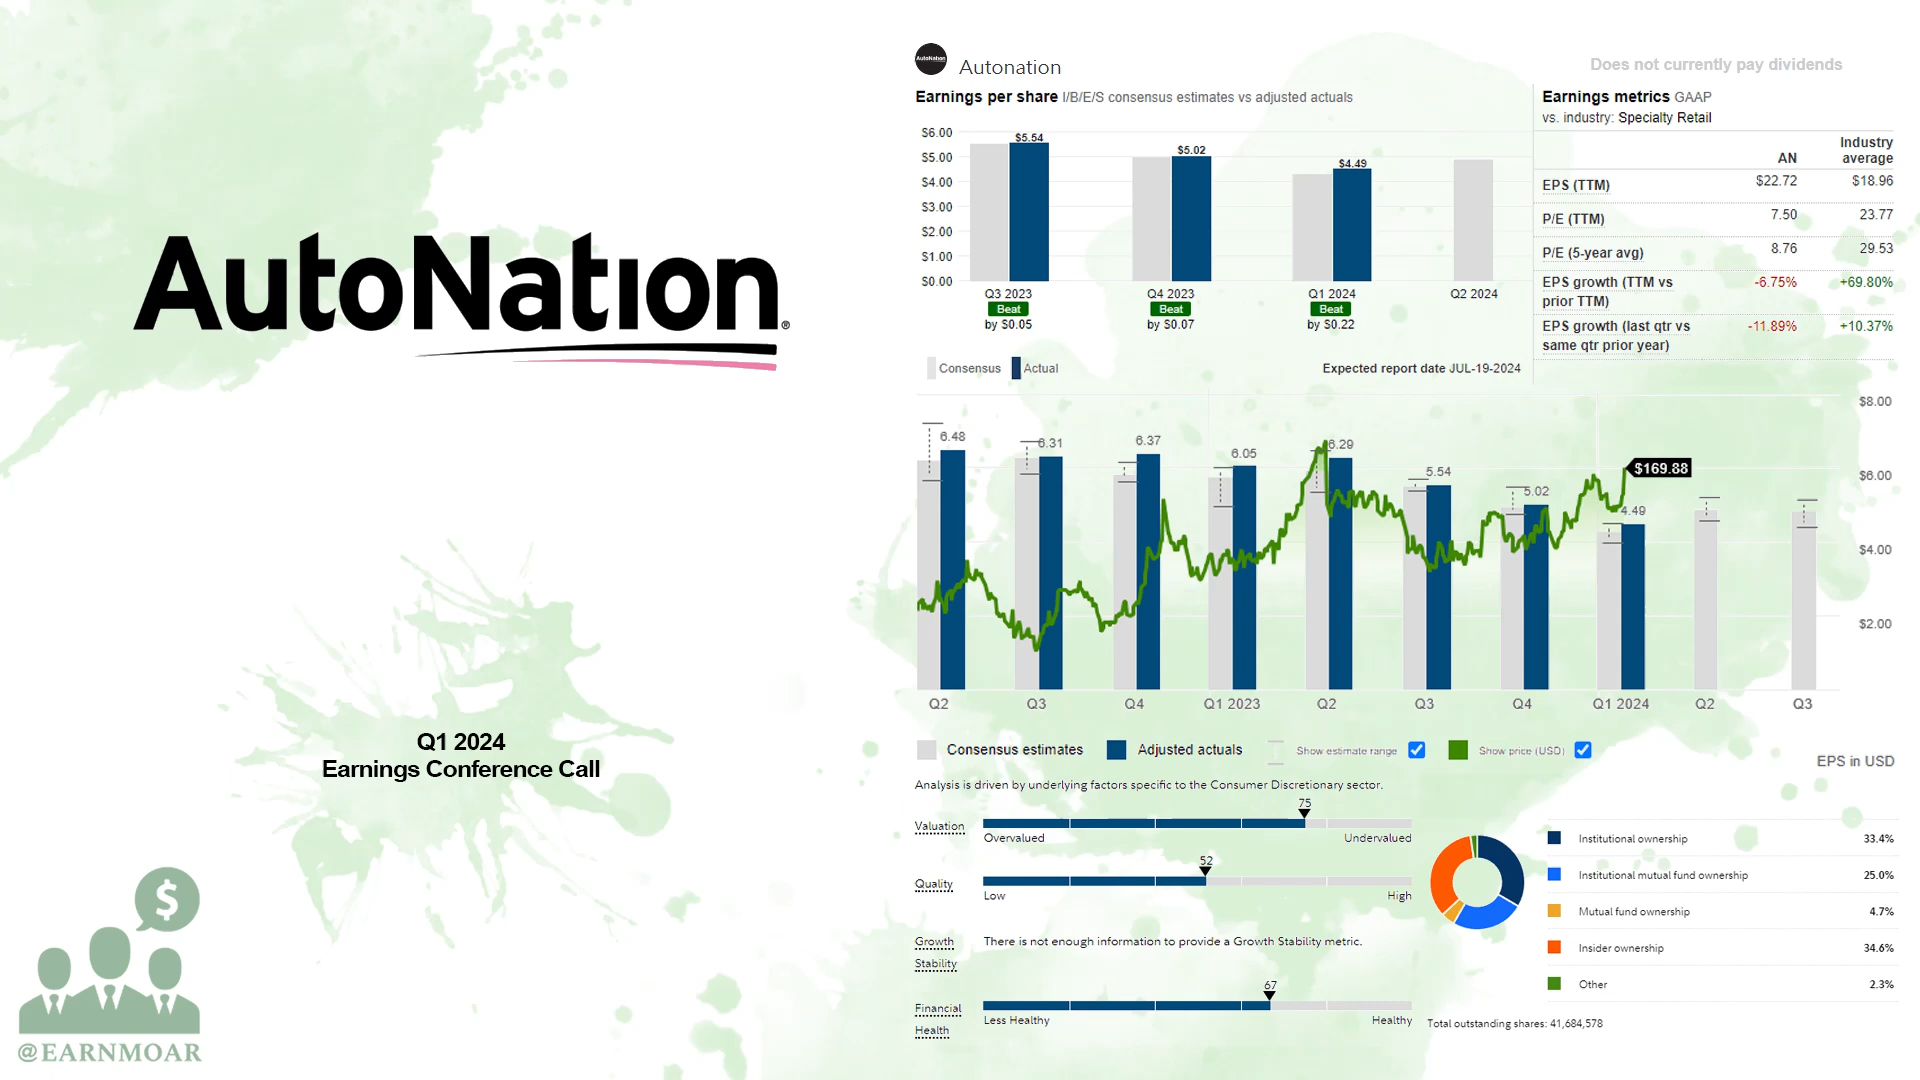 AutoNation®
Q1 2024
Earnings Conference Call
$
@EARNMOAR
AutoNation
Autonation
Does not currently pay dividends
Earnings per share I/B/E/S consensus estimates vs adjusted actuals
$6.00
$5.00
$4.00
$3.00
$2.00
$1.00
$0.00
$5.54
$5.02
$4.49
Q3 2023
Q4 2023
Q1 2024
Q2 2024
Beat
Beat
Beat
by $0.05
by $0.07
by $0.22
Consensus
Actual
Expected report date JUL-19-2024
Earnings metrics GAAP
vs. industry: Specialty Retail
AN
Industry
average
EPS (TTM) $22.72 $18.96
P/E (TTM) 7.50 23.77
P/E (5-year avg) 8.76 29.53
EPS growth (TTM vs
prior TTM) -6.75% +69.80%
EPS growth (last qtr vs
same qtr prior year) -11.89% +10.37%
$8.00
$6.00
$4.00
$2.00
6.48
6.31
6.37
6.05
6.29
5.54
5.02
4.49
$169.88
Q2
Q3
Q4
Q1 2023
Q2
Q3
Q4
Q1 2024
Q2
Q3
Consensus estimates
Adjusted actuals
Show estimate range
Show price (USD)
EPS in USD
Analysis is driven by underlying factors specific to the Consumer Discretionary sector.
Valuation
75
Overvalued
Undervalued
Quality
52
Low
High
Growth
Stability
There is not enough information to provide a Growth Stability metric.
Financial
Health
67
Less Healthy
Healthy
Institutional ownership 33.4%
Institutional mutual fund ownership 25.0%
Mutual fund ownership 4.7%
Insider ownership 34.6%
Other 2.3%
Total outstanding shares: 41,684,578